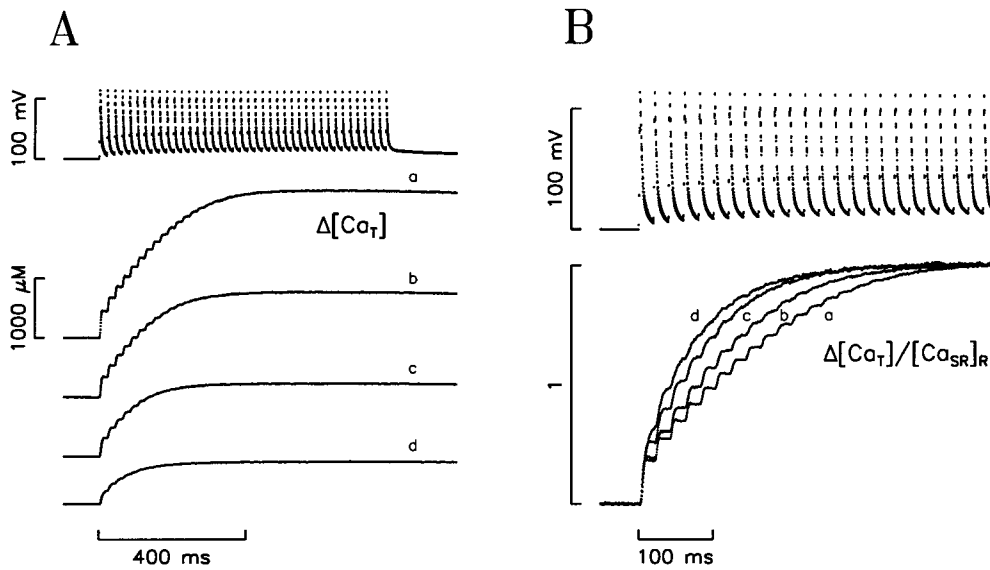 A
100 mV
a
Δ[Ca_T]
b
1000 μM
c
d
400 ms
B
100 mV
d
c
b
a
Δ[Ca_T]/[Ca_SR]_R
1
100 ms